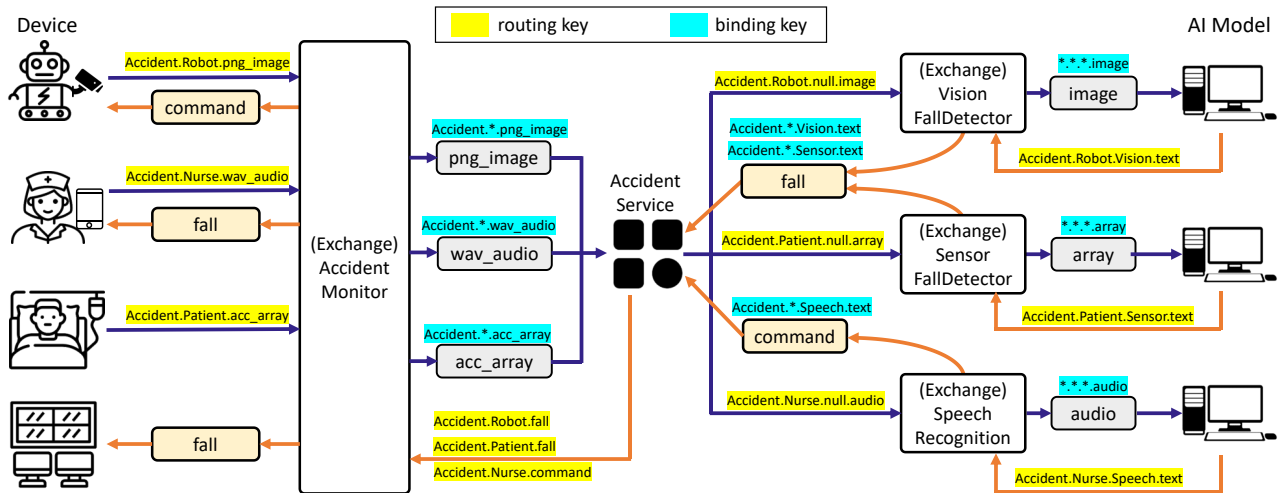 routing key
binding key
Device
AI Model
Accident.Robot.png_image
command
Accident.Nurse.wav_audio
fall
Accident.Patient.acc_array
fall
(Exchange)
Accident
Monitor
Accident.*.png_image
png_image
Accident.*.wav_audio
wav_audio
Accident.*.acc_array
acc_array
Accident.Robot.fall
Accident.Patient.fall
Accident.Nurse.command
Accident
Service
Accident.Robot.null.image
Accident.*.Vision.text
Accident.*.Sensor.text
fall
Accident.Patient.null.array
Accident.*.Speech.text
command
Accident.Nurse.null.audio
(Exchange)
Vision
FallDetector
*.*.*.image
image
Accident.Robot.Vision.text
(Exchange)
Sensor
FallDetector
*.*.*.array
array
Accident.Patient.Sensor.text
(Exchange)
Speech
Recognition
*.*.*.audio
audio
Accident.Nurse.Speech.text